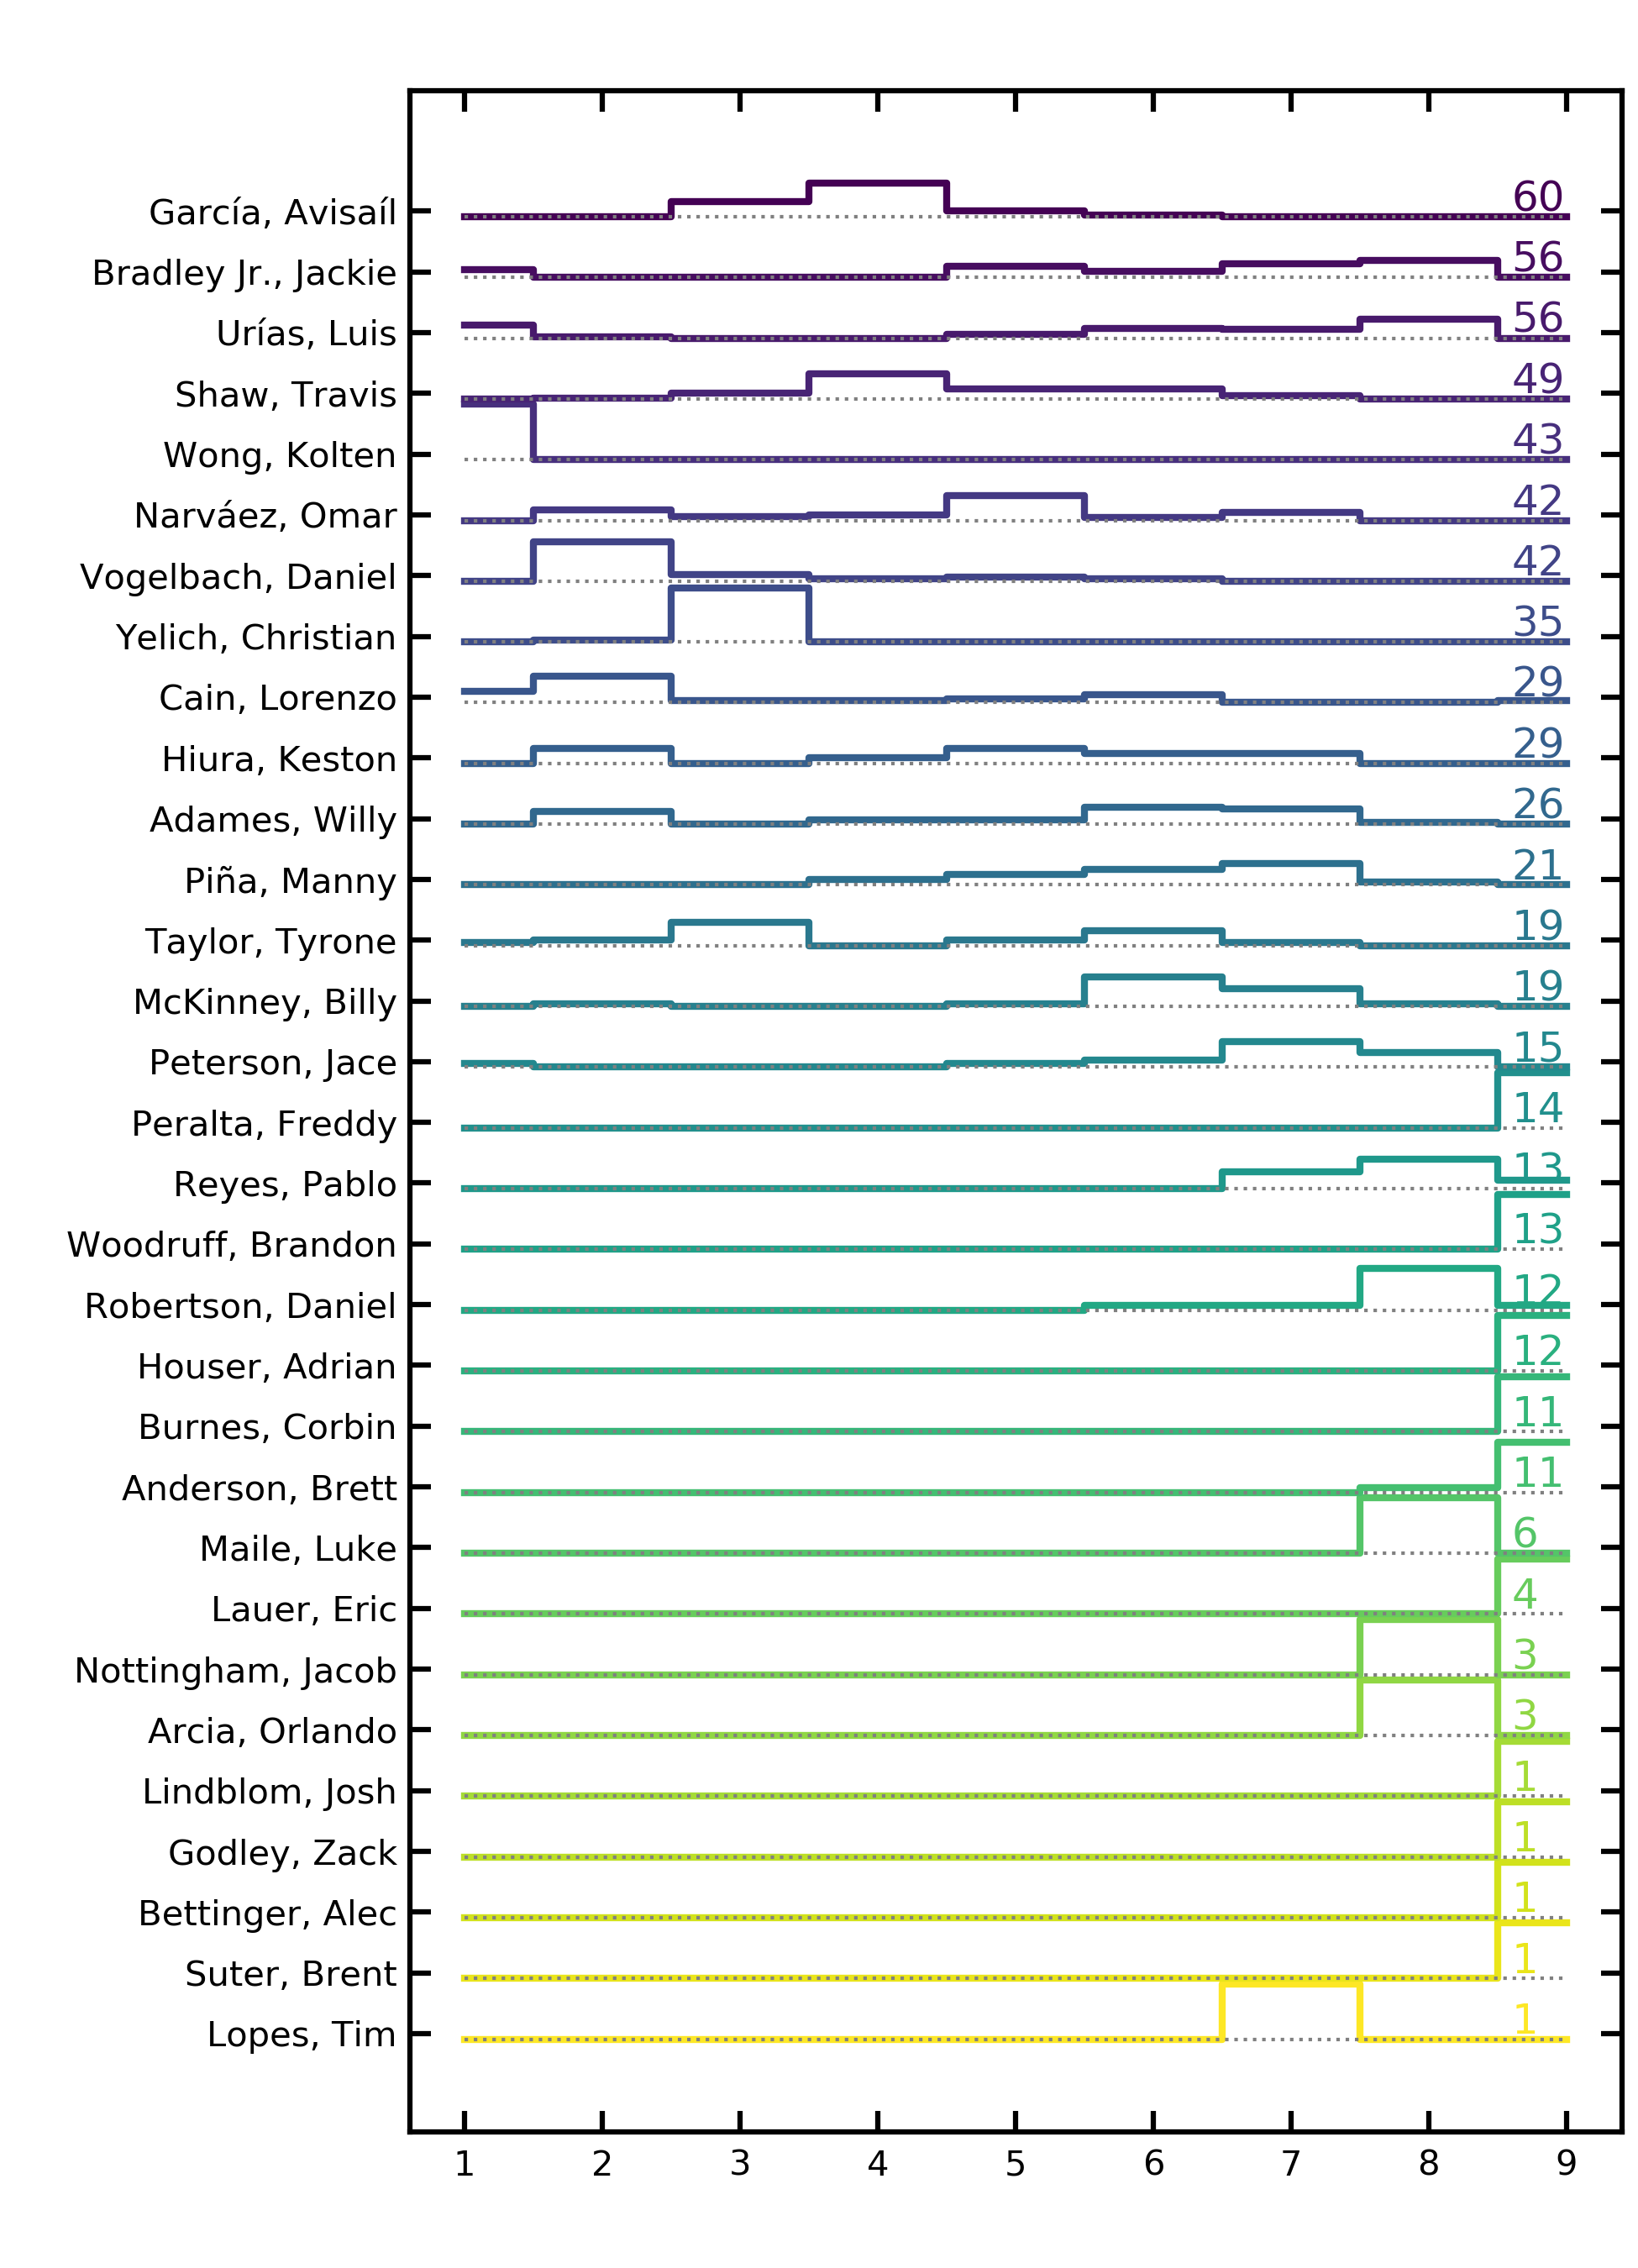 García, Avisaíl 60
Bradley Jr., Jackie 56
Urías, Luis 56
Shaw, Travis 49
Wong, Kolten 43
Narváez, Omar 42
Vogelbach, Daniel 42
Yelich, Christian 35
Cain, Lorenzo 29
Hiura, Keston 29
Adames, Willy 26
Piña, Manny 21
Taylor, Tyrone 19
McKinney, Billy 19
Peterson, Jace 15
Peralta, Freddy 14
Reyes, Pablo 13
Woodruff, Brandon 13
Robertson, Daniel 12
Houser, Adrian 12
Burnes, Corbin 11
Anderson, Brett 11
Maile, Luke 6
Lauer, Eric 4
Nottingham, Jacob 3
Arcia, Orlando 3
Lindblom, Josh 1
Godley, Zack 1
Bettinger, Alec 1
Suter, Brent 1
Lopes, Tim 1
1 2 3 4 5 6 7 8 9